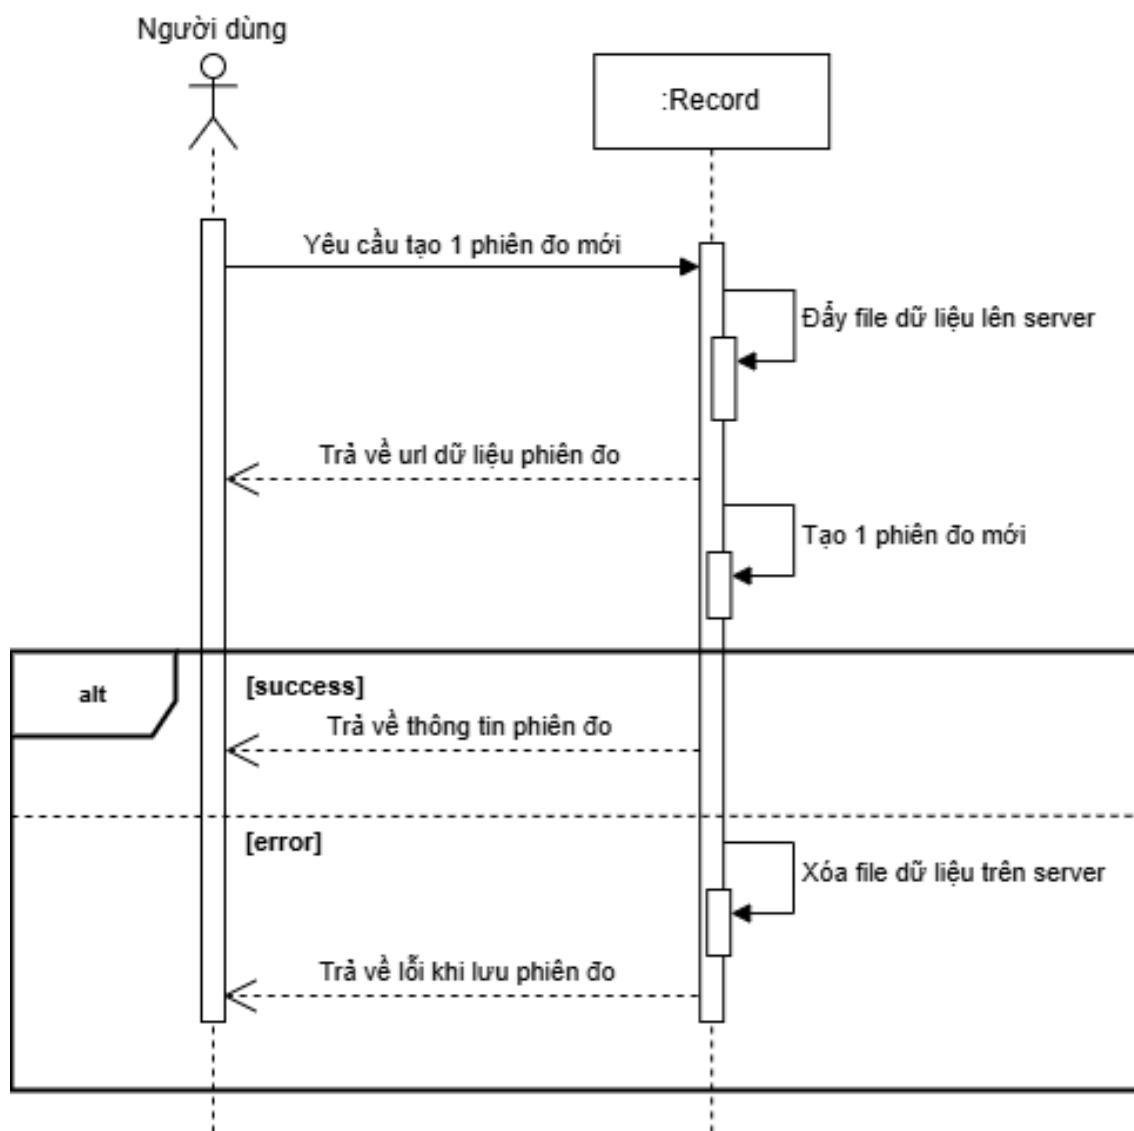 Người dùng
:Record
Yêu cầu tạo 1 phiên đo mới
Đẩy file dữ liệu lên server
Trả về url dữ liệu phiên đo
Tạo 1 phiên đo mới
alt
[success]
Trả về thông tin phiên đo
[error]
Xóa file dữ liệu trên server
Trả về lỗi khi lưu phiên đo